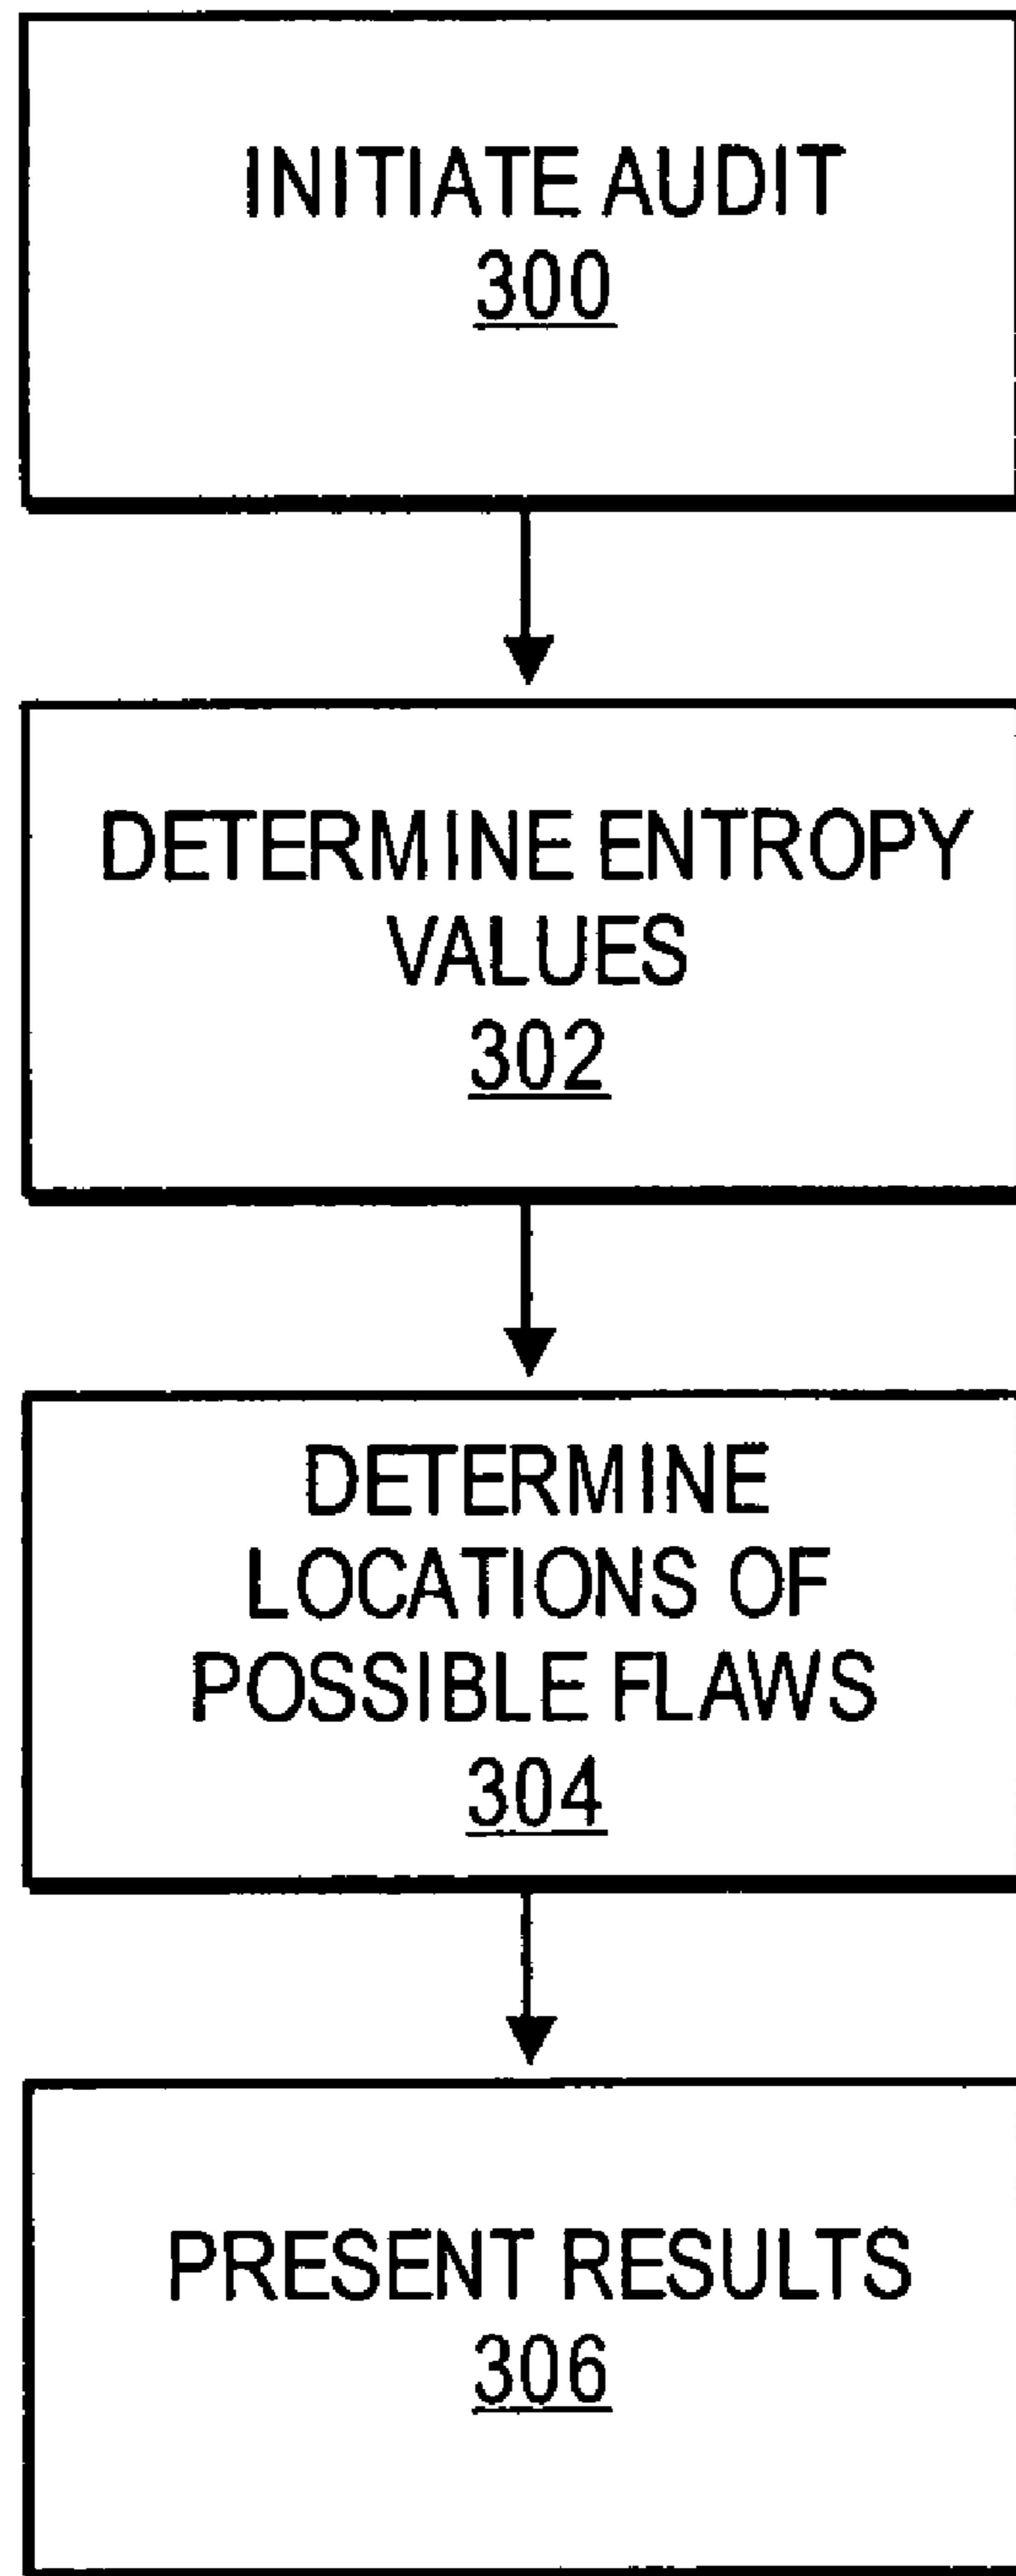 INITIATE AUDIT
300
DETERMINE ENTROPY
VALUES
302
DETERMINE
LOCATIONS OF
POSSIBLE FLAWS
304
PRESENT RESULTS
306